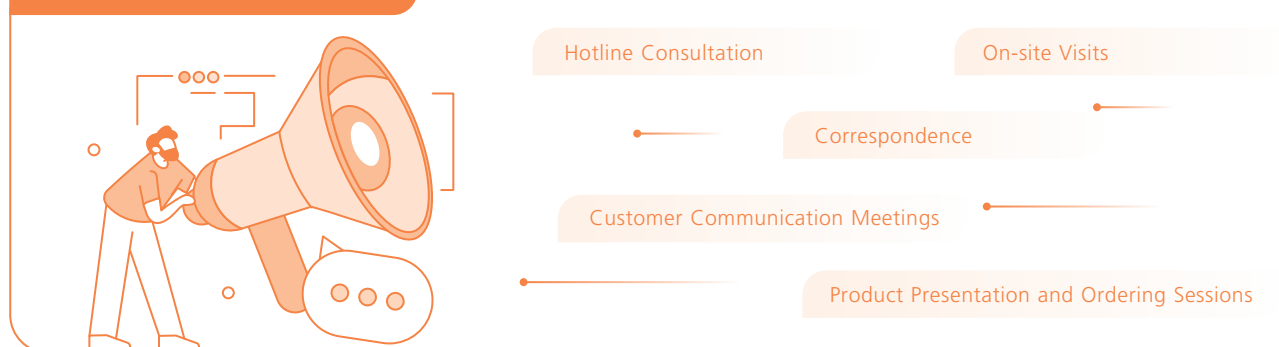 Hotline Consultation
On-site Visits
Correspondence
Customer Communication Meetings
Product Presentation and Ordering Sessions